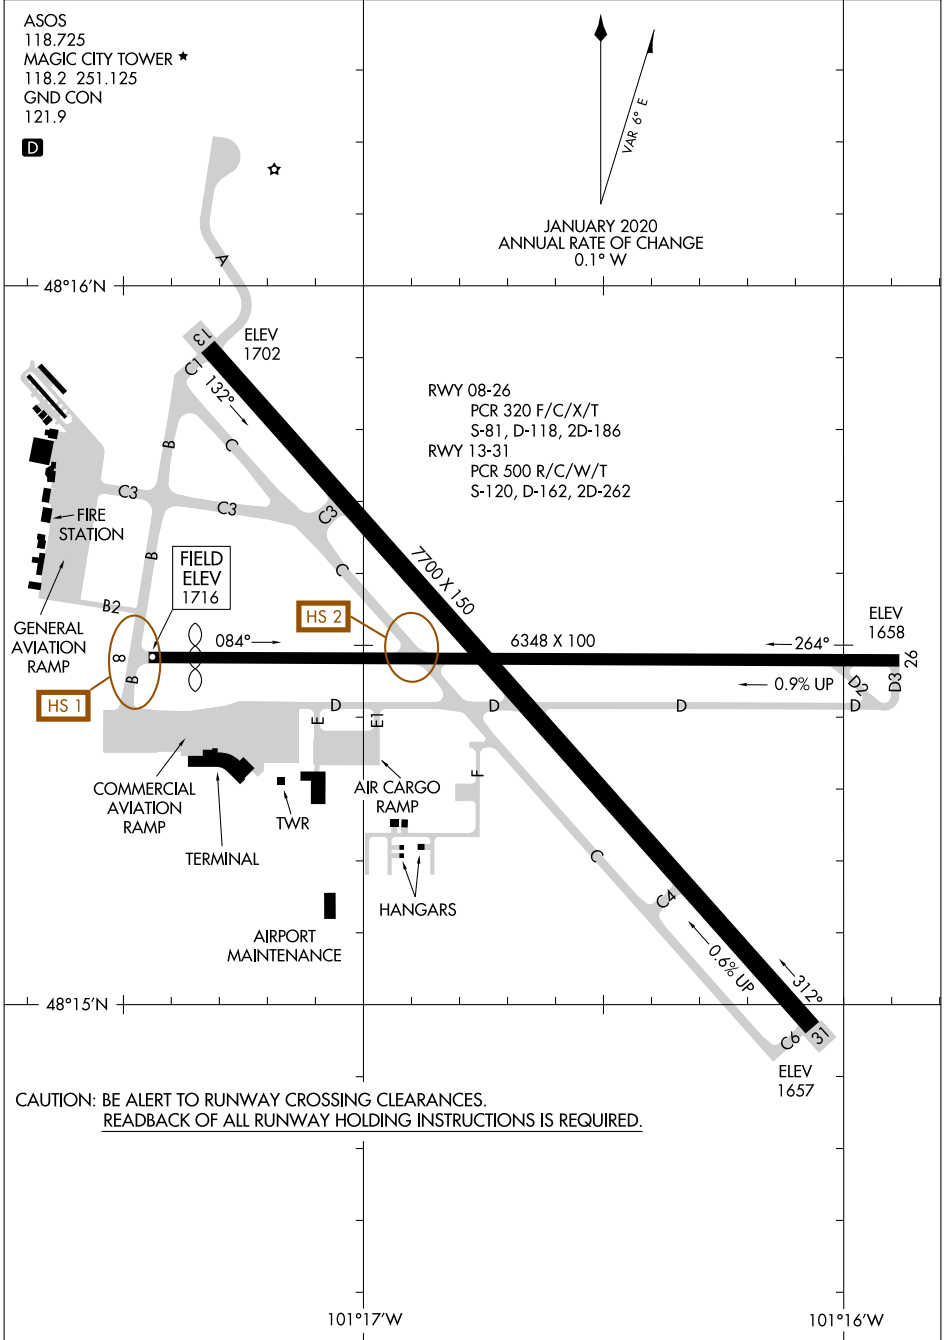 ASOS
118.725
MAGIC CITY TOWER ★
118.2 251.125
GND CON
121.9
D
VAR 6° E
JANUARY 2020
ANNUAL RATE OF CHANGE
0.1° W
A
48°16'N
13
ELEV
1702
C1
132°
RWY 08-26
PCR 320 F/C/X/T
S-81, D-118, 2D-186
RWY 13-31
PCR 500 R/C/W/T
S-120, D-162, 2D-262
B
C
C3
C3
C3
FIRE
STATION
B
FIELD
ELEV
1716
C
7700 X 150
B2
HS 2
GENERAL
AVIATION
RAMP
8
084°
6348 X 100
264°
ELEV
1658
26
B
HS 1
0.9% UP
D2
D3
D
D
D
D
E
E1
F
COMMERCIAL
AVIATION
RAMP
TWR
AIR CARGO
RAMP
TERMINAL
C
C4
HANGARS
AIRPORT
MAINTENANCE
0.6% UP
312°
48°15'N
C6
31
ELEV
1657
CAUTION: BE ALERT TO RUNWAY CROSSING CLEARANCES.
READBACK OF ALL RUNWAY HOLDING INSTRUCTIONS IS REQUIRED.
101°17'W
101°16'W